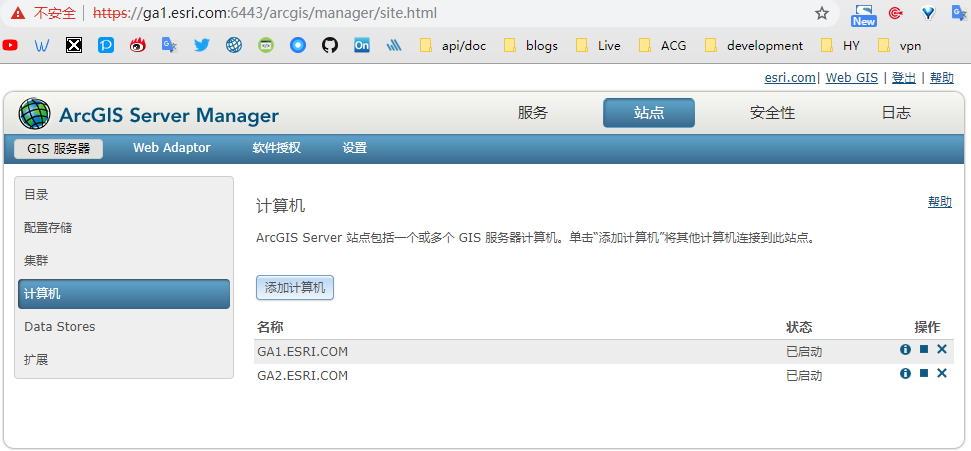 不安全 | https://ga1.esri.com:6443/arcgis/manager/site.html
New
api/doc blogs Live ACG development HY vpn
esri.com| Web GIS | 登出 | 帮助
ArcGIS Server Manager 服务 站点 安全性 日志
GIS 服务器 Web Adaptor 软件授权 设置
目录
配置存储
集群
计算机
Data Stores
扩展
计算机 帮助
ArcGIS Server 站点包括一个或多个 GIS 服务器计算机。单击“添加计算机”将其他计算机连接到此站点。
添加计算机
名称 状态 操作
GA1.ESRI.COM 已启动
GA2.ESRI.COM 已启动